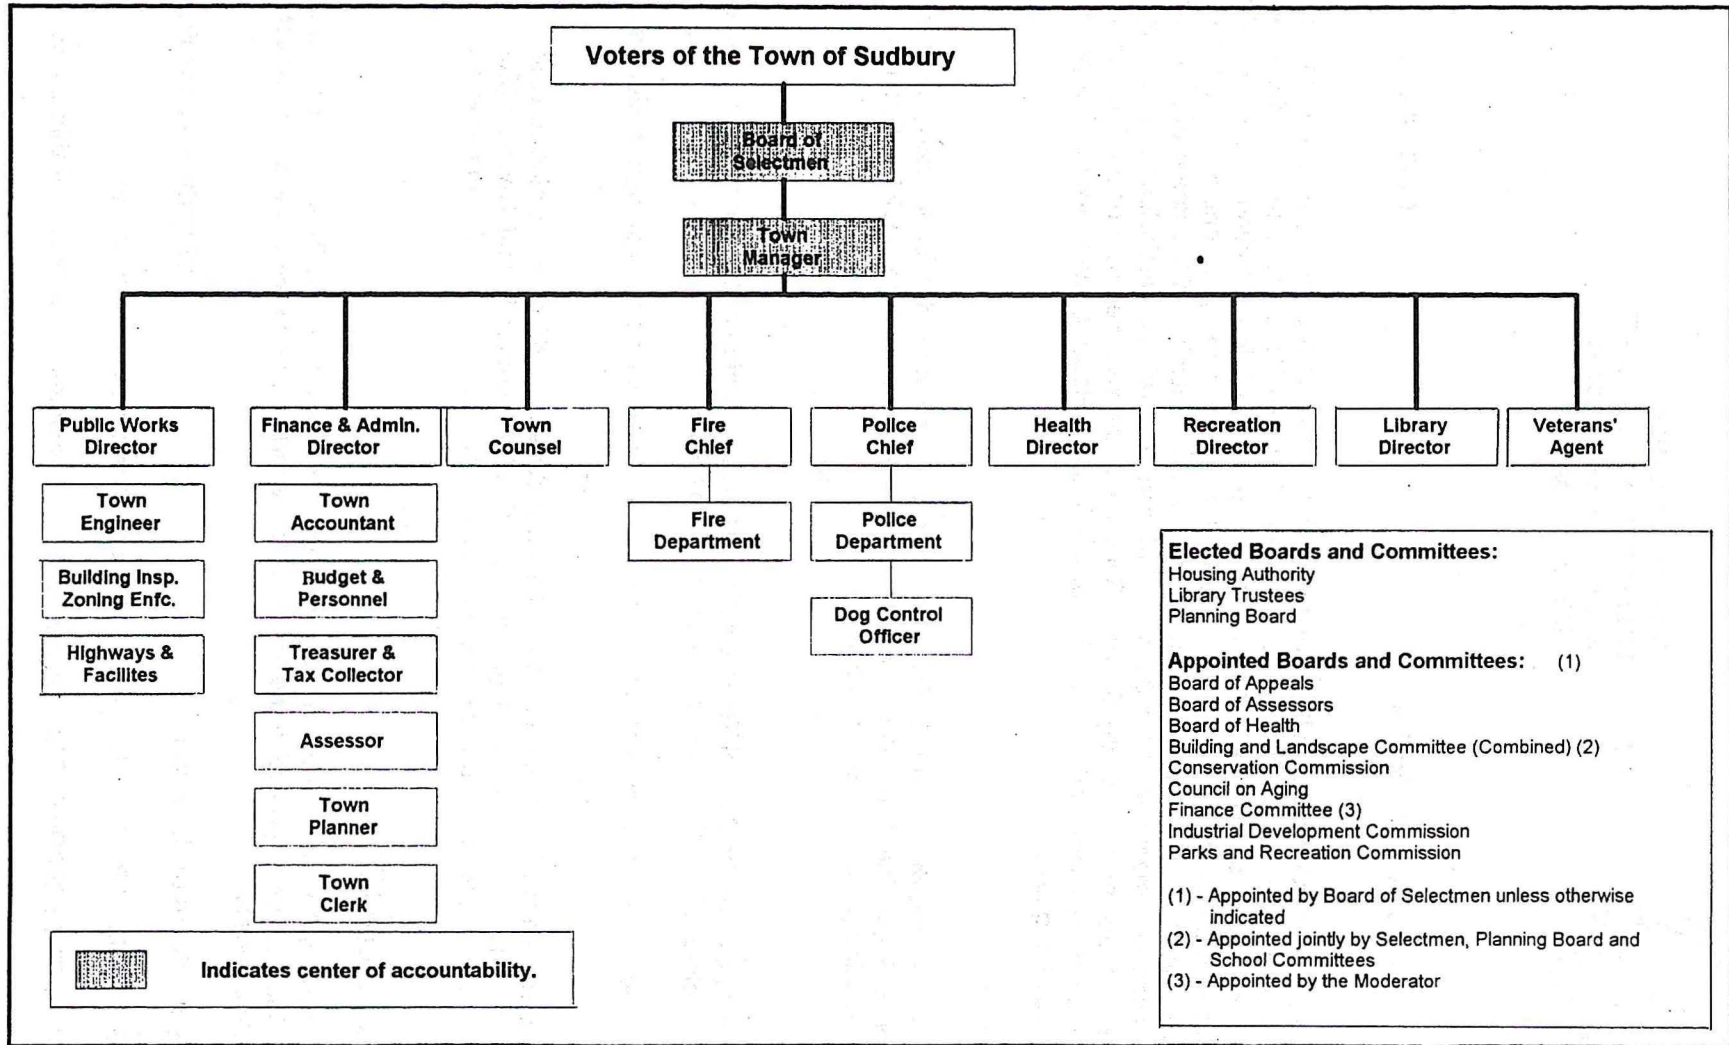 Voters of the Town of Sudbury
Board of
Selectmen
Town
Manager
Public Works
Director
Finance & Admin.
Director
Town
Counsel
Fire
Chief
Police
Chief
Health
Director
Recreation
Director
Library
Director
Veterans'
Agent
Town
Engineer
Building Insp.
Zoning Enfc.
Highways &
Facilites
Town
Accountant
Budget &
Personnel
Treasurer &
Tax Collector
Assessor
Town
Planner
Town
Clerk
Fire
Department
Police
Department
Dog Control
Officer
Indicates center of accountability.
Elected Boards and Committees:
Housing Authority
Library Trustees
Planning Board
Appointed Boards and Committees: (1)
Board of Appeals
Board of Assessors
Board of Health
Building and Landscape Committee (Combined) (2)
Conservation Commission
Council on Aging
Finance Committee (3)
Industrial Development Commission
Parks and Recreation Commission
(1) - Appointed by Board of Selectmen unless otherwise
indicated
(2) - Appointed jointly by Selectmen, Planning Board and
School Committees
(3) - Appointed by the Moderator